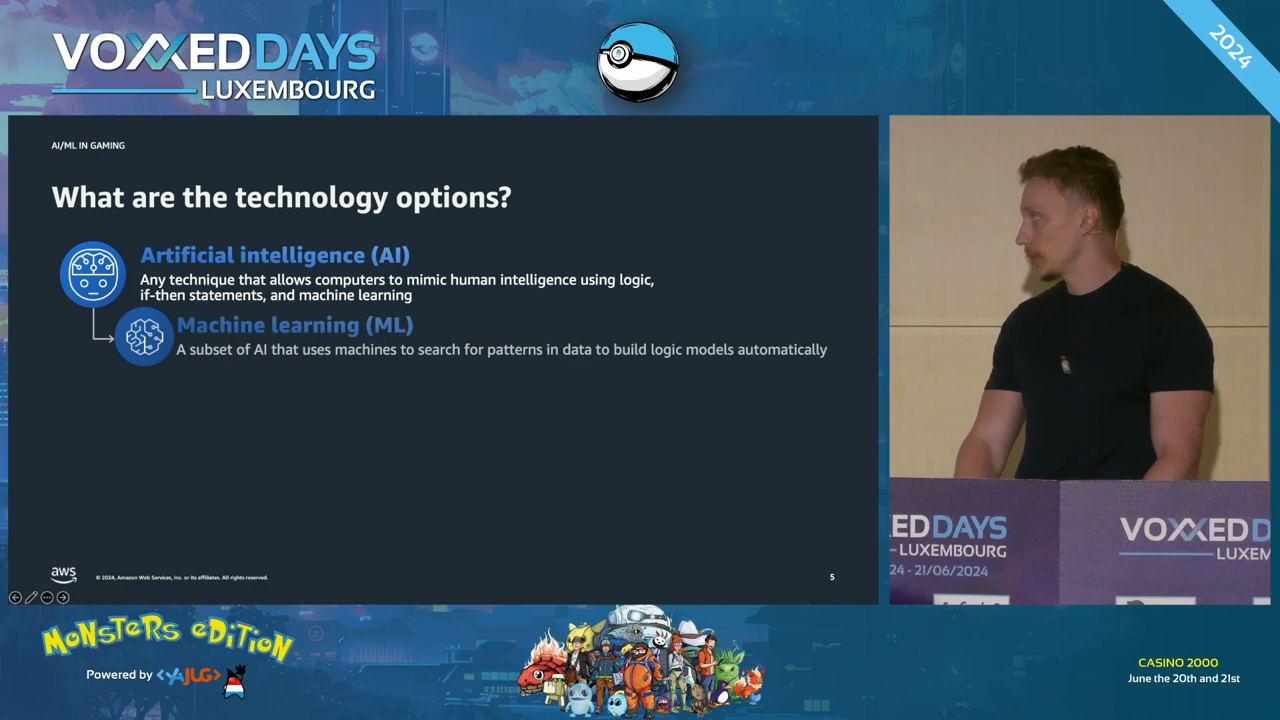 VOXXED DAYS
LUXEMBOURG
2024
AI/ML IN GAMING
What are the technology options?
Artificial intelligence (AI)
Any technique that allows computers to mimic human intelligence using logic,
if-then statements, and machine learning
Machine learning (ML)
A subset of AI that uses machines to search for patterns in data to build logic models automatically
aws
© 2024, Amazon Web Services, Inc. or its affiliates. All rights reserved.
5
XED DAYS
LUXEMBOURG
24 - 21/06/2024
VOXXED D
LUXEM
MONSTERS EDITION
Powered by <YAJUG>
CASINO 2000
June the 20th and 21st